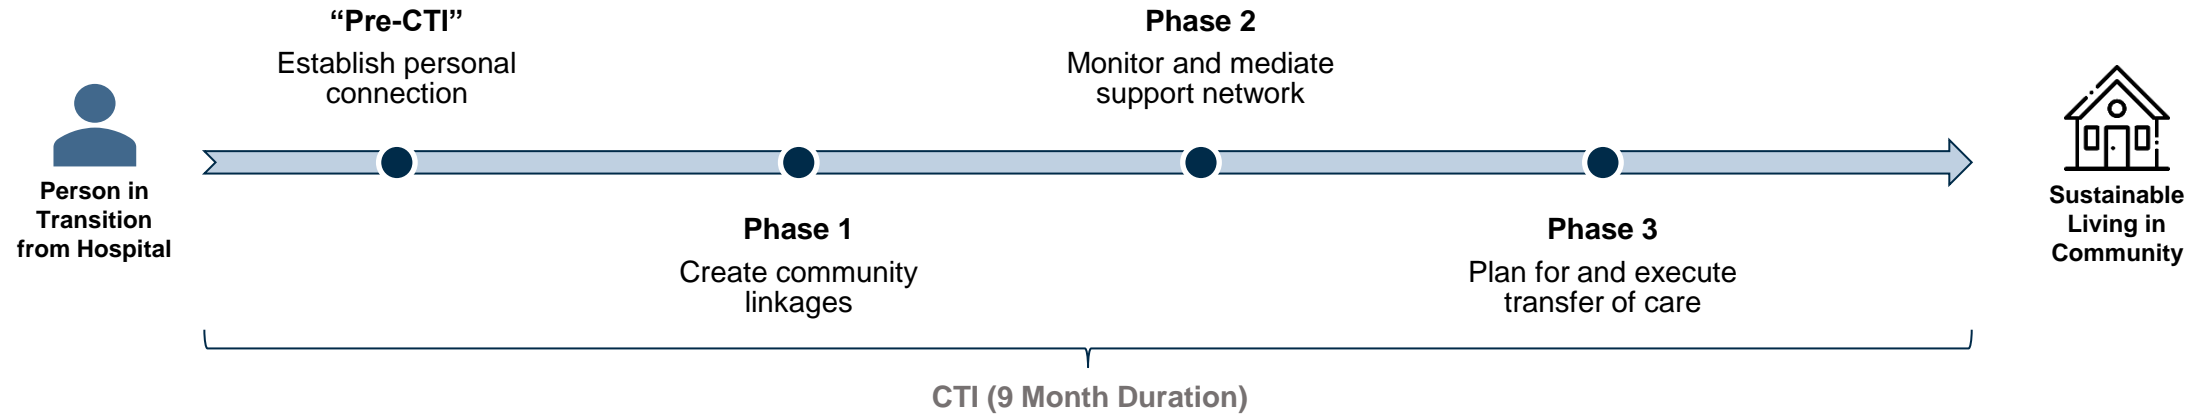 “Pre-CTI”
Establish personal
connection
Phase 2
Monitor and mediate
support network
Person in
Transition
from Hospital
Sustainable
Living in
Community
Phase 1
Create community
linkages
Phase 3
Plan for and execute
transfer of care
CTI (9 Month Duration)